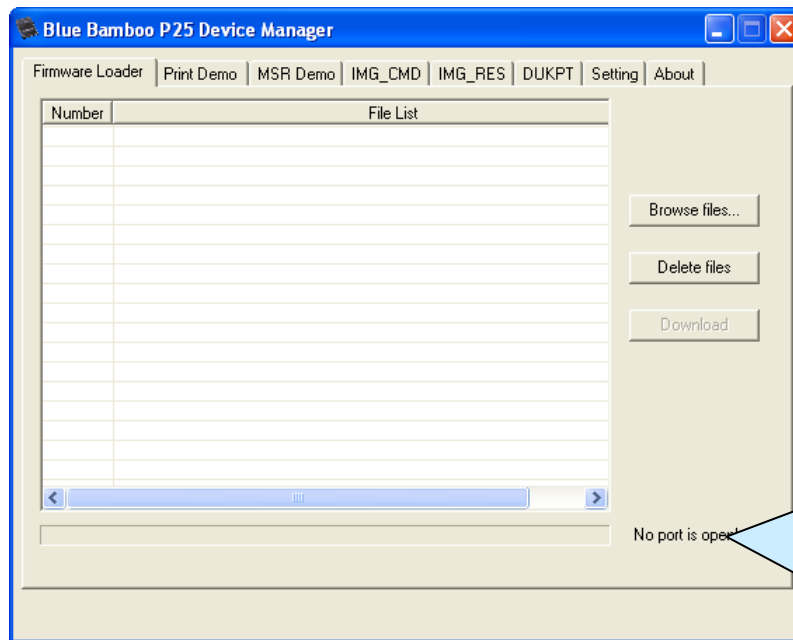 Blue Bamboo P25 Device Manager
Firmware Loader Print Demo MSR Demo IMG_CMD IMG_RES DUKPT Setting About
Number File List
Browse files...
Delete files
Download
No port is open